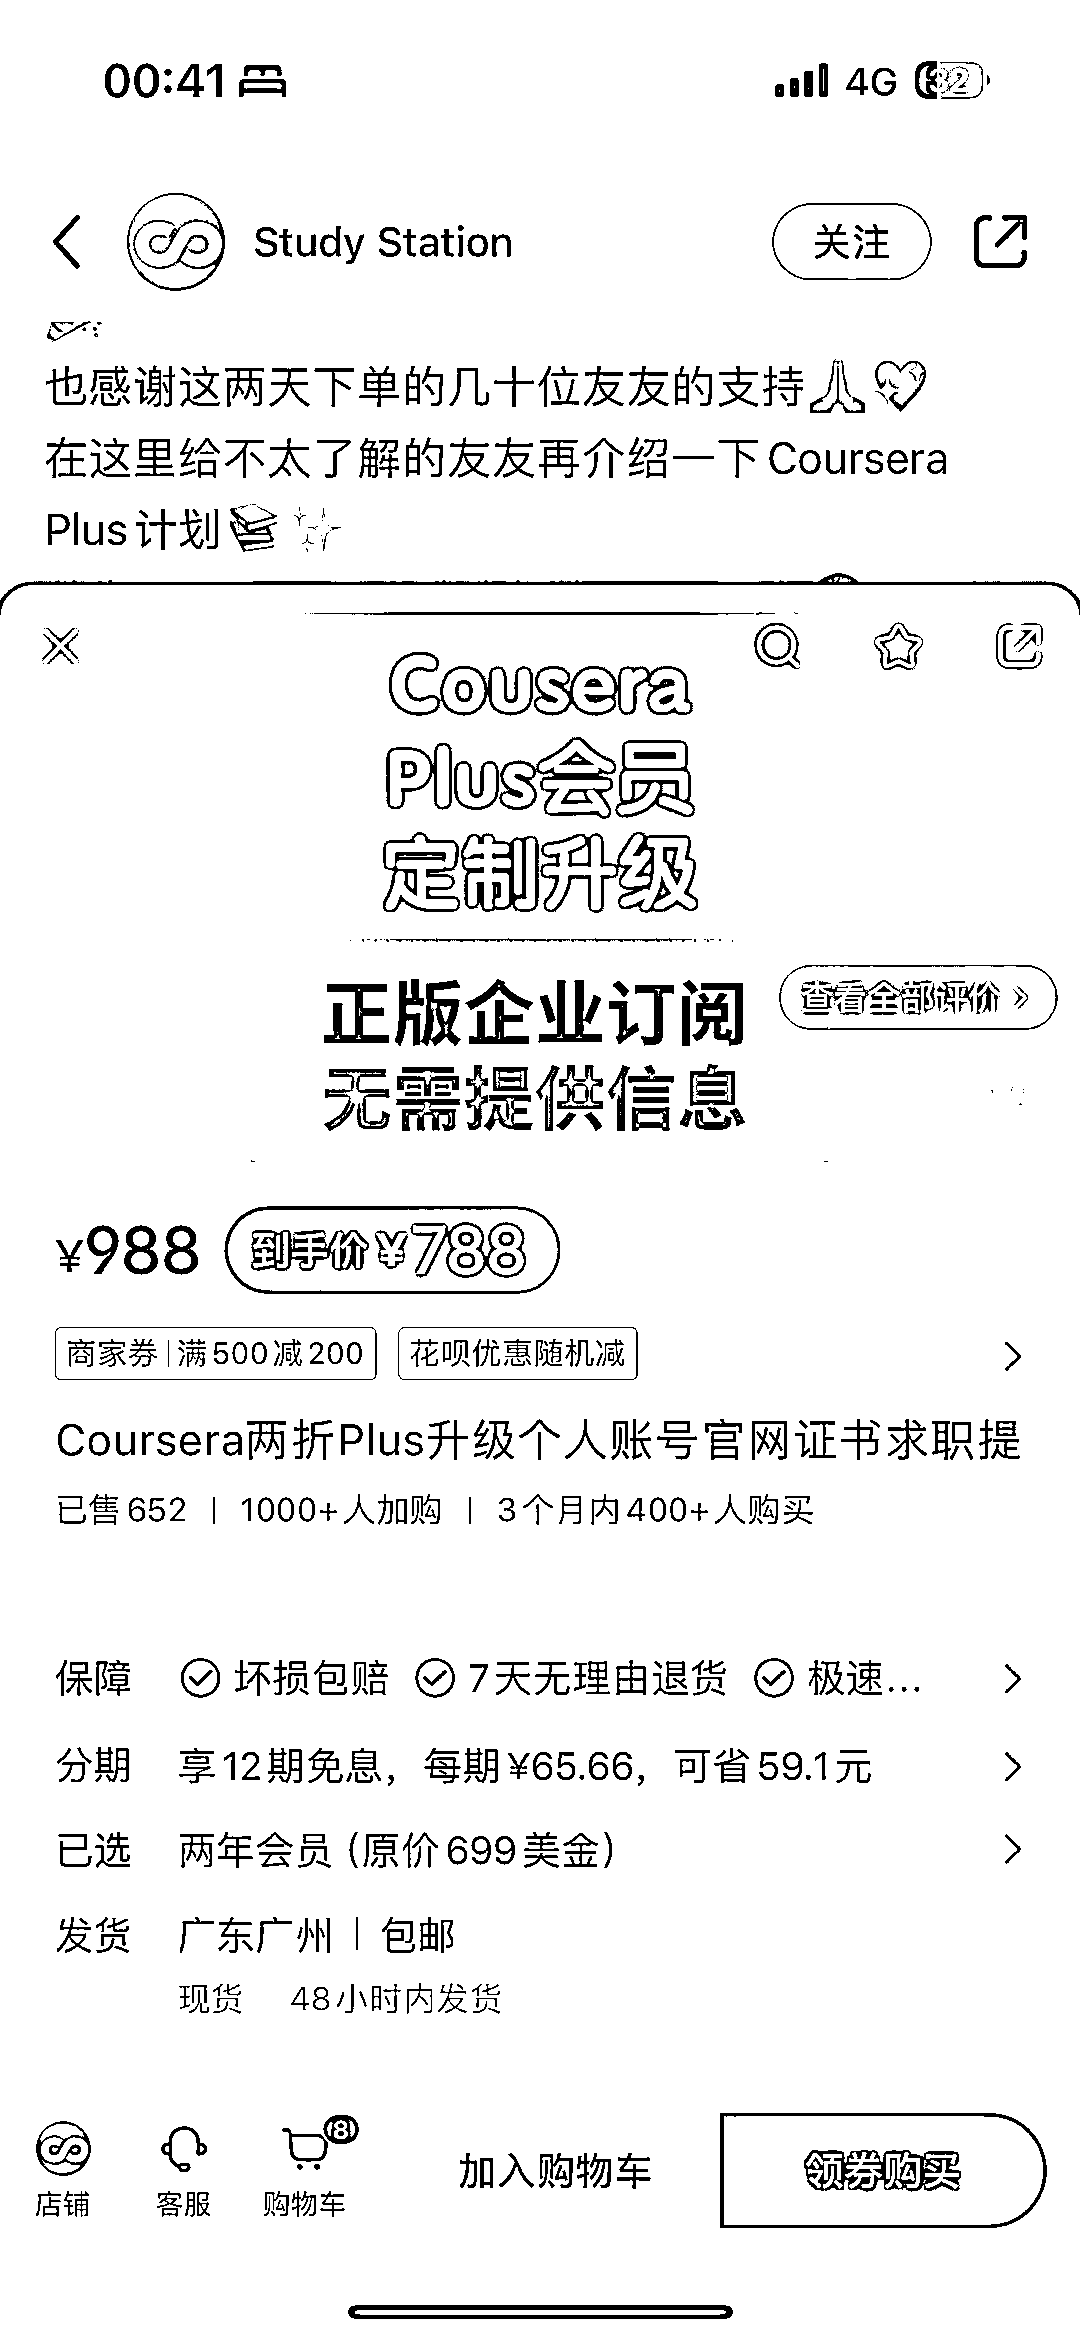 00:41
4G
Study Station
关注
也感谢这两天下单的几十位友友的支持
在这里给不太了解的友友再介绍一下Coursera
Plus计划
Cousera
Plus会员
定制升级
正版企业订阅
查看全部评价
无需提供信息
¥988 到手价¥788
商家券 满500减200 花呗优惠随机减
Coursera两折Plus升级个人账号官网证书求职提
已售652 | 1000+人加购 | 3个月内400+人购买
保障 坏损包赔 7天无理由退货 极速...
分期 享12期免息，每期¥65.66，可省59.1元
已选 两年会员（原价699美金）
发货 广东广州 | 包邮
现货 48小时内发货
店铺 客服 购物车 加入购物车 领券购买